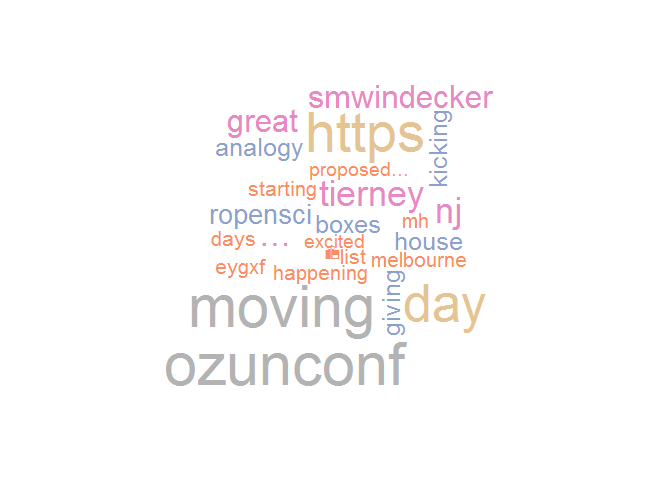 smwindecker
great
https
kicking
analogy
proposed…
starting
tierney
ropensci
boxes
mh
nj
days
…
excited
house
list
melbourne
eygxf
happening
giving
moving
day
ozunconf